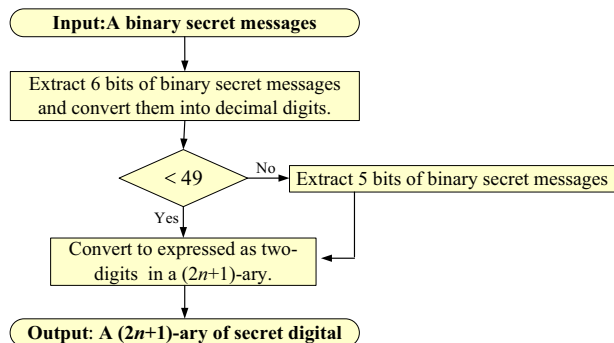 Input:A binary secret messages
Extract 6 bits of binary secret messages
and convert them into decimal digits.
< 49
No
Extract 5 bits of binary secret messages
Yes
Convert to expressed as two-
digits in a (2n+1)-ary.
Output: A (2n+1)-ary of secret digital